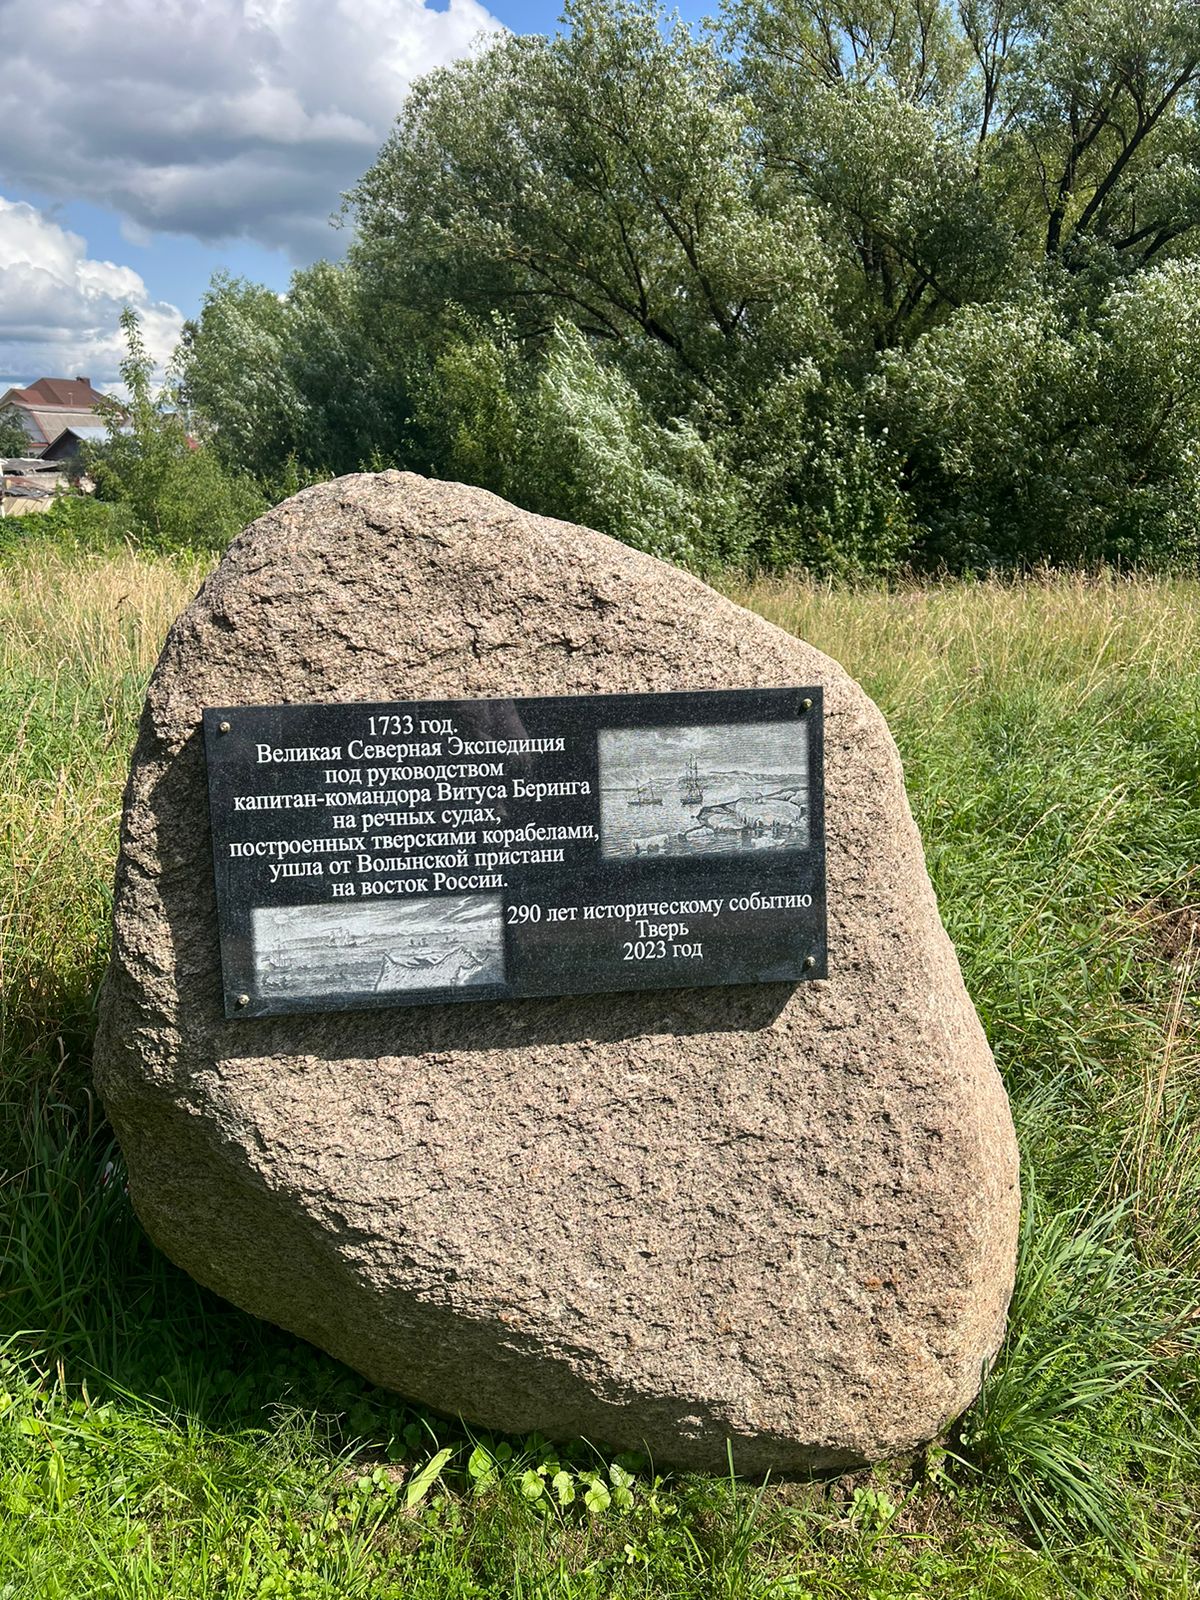 1733 год.
Великая Северная Экспедиция
под руководством
капитан-командора Витуса Беринга
на речных судах,
построенных тверскими корабелами,
ушла от Волынской пристани
на восток России.
290 лет историческому событию
Тверь
2023 год